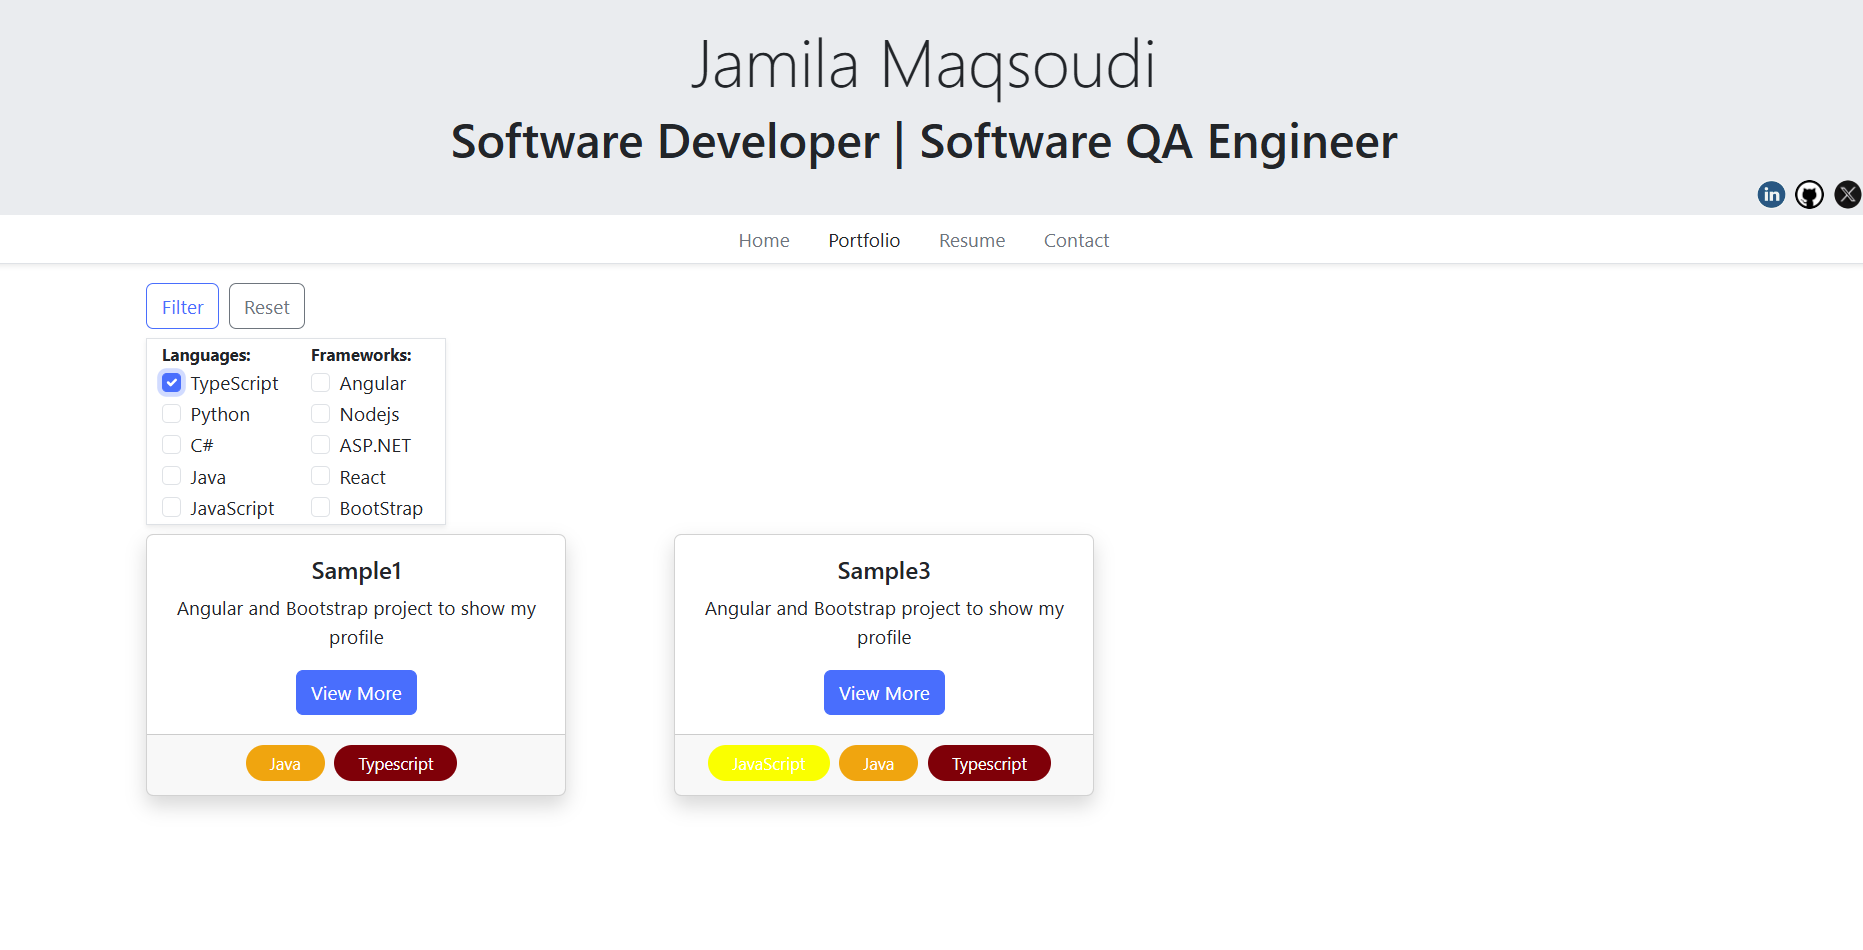 Jamila Maqsoudi
Software Developer | Software QA Engineer
in
X
Home Portfolio Resume Contact
Filter Reset
Languages: Frameworks:
TypeScript Angular
Python Nodejs
C# ASP.NET
Java React
JavaScript BootStrap
Sample1
Angular and Bootstrap project to show my
profile
View More
Java Typescript
Sample3
Angular and Bootstrap project to show my
profile
View More
JavaScript Java Typescript